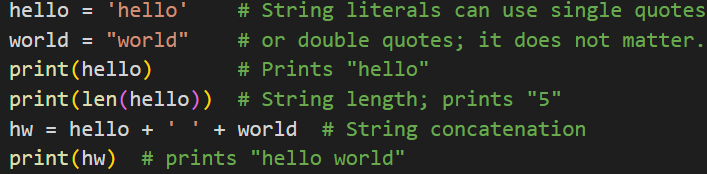 hello = 'hello'    # String literals can use single quotes
world = "world"    # or double quotes; it does not matter.
print(hello)       # Prints "hello"
print(len(hello))  # String length; prints "5"
hw = hello + ' ' + world  # String concatenation
print(hw)  # prints "hello world"